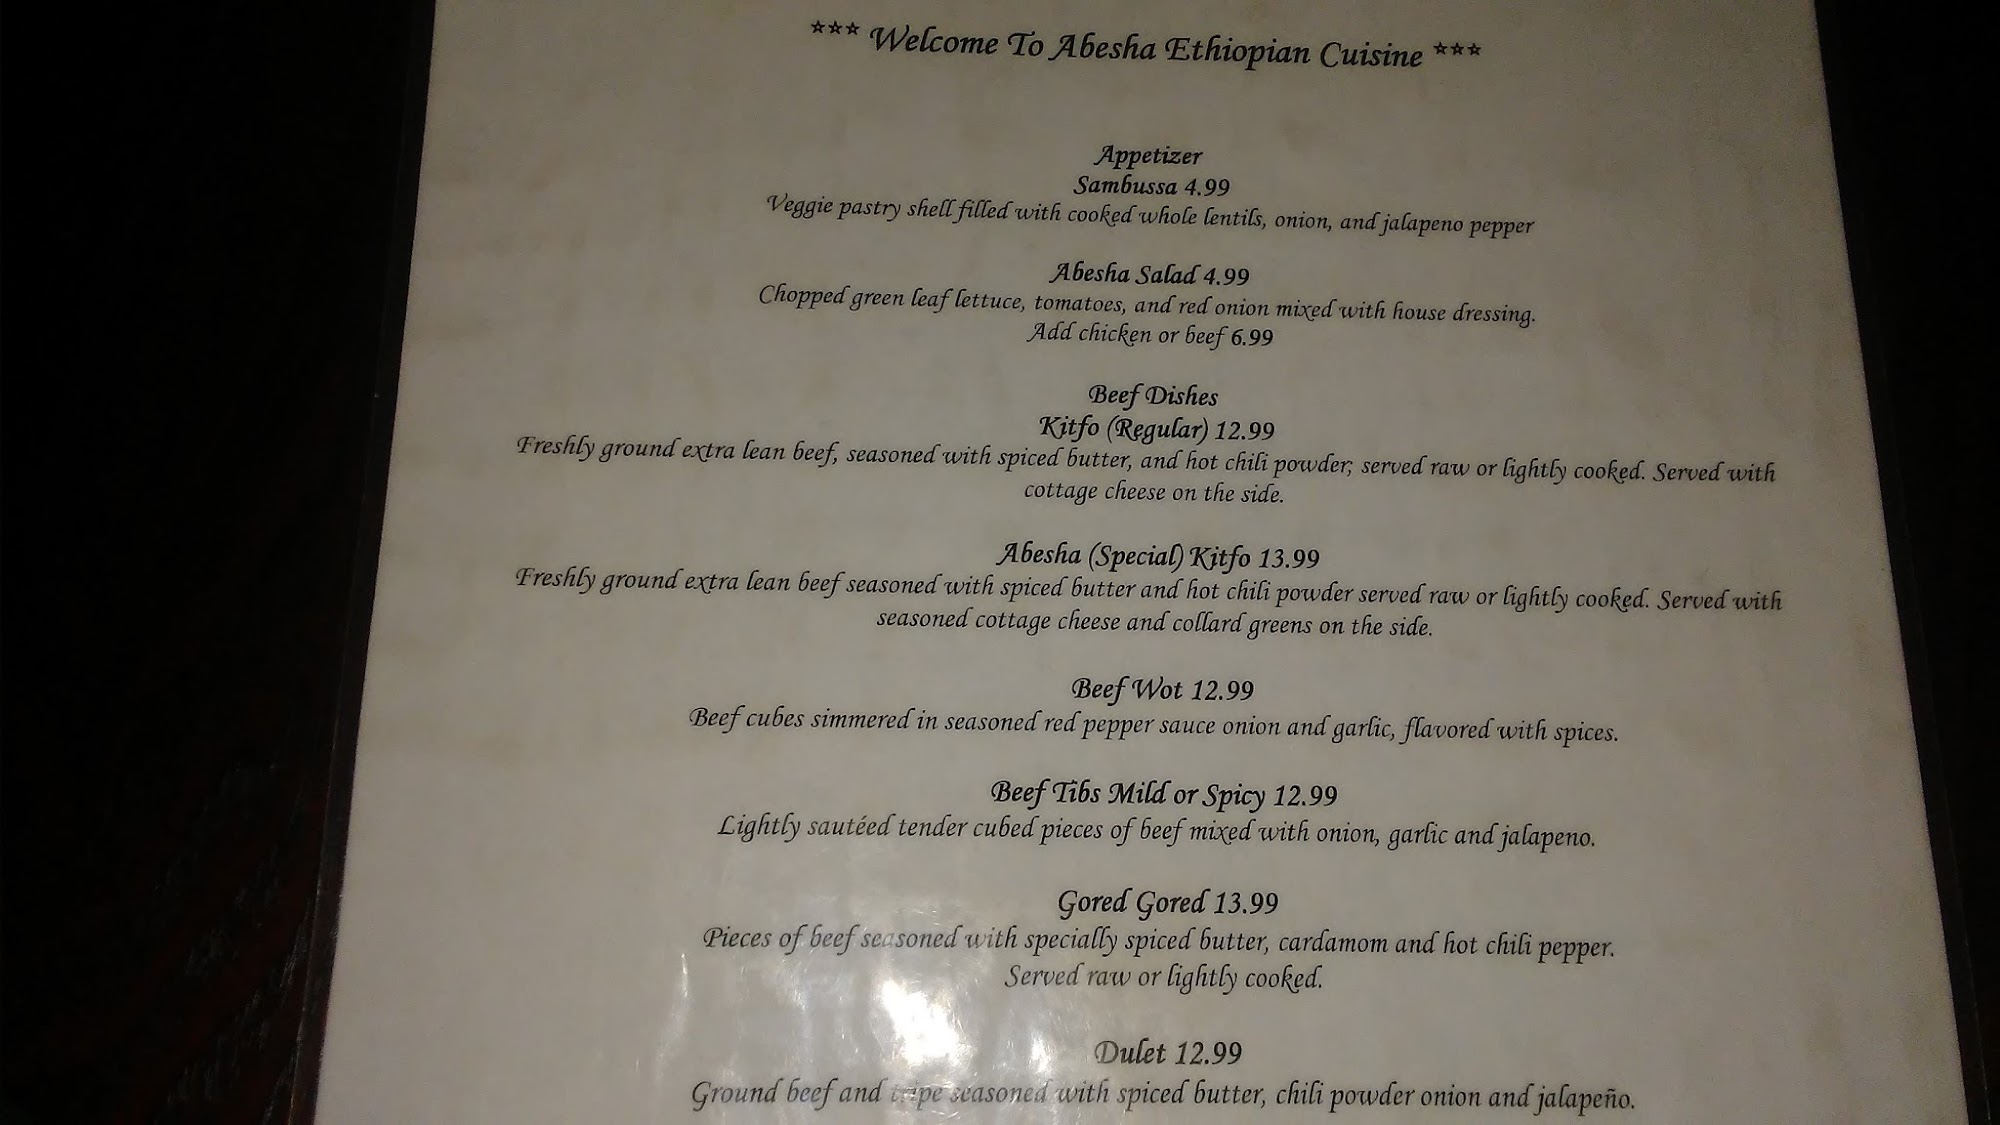 *** Welcome To Abesha Ethiopian Cuisine ***
Appetizer
Sambussa 4.99
Veggie pastry shell filled with cooked whole lentils, onion, and jalapeno pepper
Abesha Salad 4.99
Chopped green leaf lettuce, tomatoes, and red onion mixed with house dressing.
Add chicken or beef 6.99
Beef Dishes
Kitfo (Regular) 12.99
Freshly ground extra lean beef, seasoned with spiced butter, and hot chili powder; served raw or lightly cooked. Served with
cottage cheese on the side.
Abesha (Special) Kitfo 13.99
Freshly ground extra lean beef seasoned with spiced butter and hot chili powder served raw or lightly cooked. Served with
seasoned cottage cheese and collard greens on the side.
Beef Wot 12.99
Beef cubes simmered in seasoned red pepper sauce onion and garlic, flavored with spices.
Beef Tibs Mild or Spicy 12.99
Lightly sautéed tender cubed pieces of beef mixed with onion, garlic and jalapeno.
Gored Gored 13.99
Pieces of beef seasoned with specially spiced butter, cardamom and hot chili pepper.
Served raw or lightly cooked.
Dulet 12.99
Ground beef and tripe seasoned with spiced butter, chili powder onion and jalapeño.